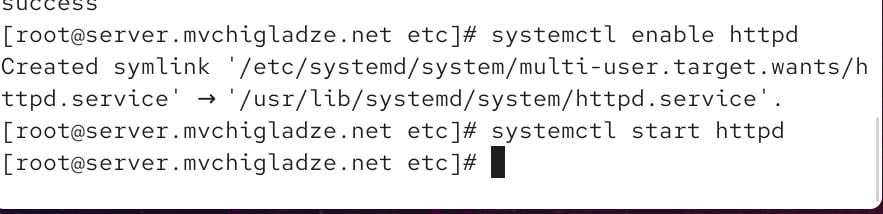 success
[root@server.mvchigladze.net etc]# systemctl enable httpd
Created symlink '/etc/systemd/system/multi-user.target.wants/h
ttpd.service' → '/usr/lib/systemd/system/httpd.service'.
[root@server.mvchigladze.net etc]# systemctl start httpd
[root@server.mvchigladze.net etc]#